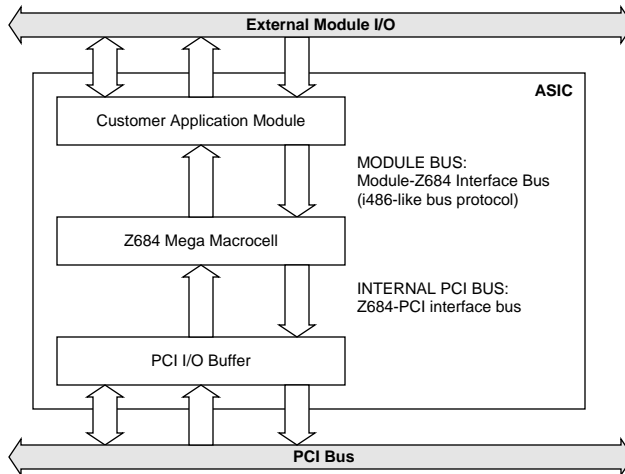 External Module I/O
ASIC
Customer Application Module
MODULE BUS:
Module-Z684 Interface Bus
(i486-like bus protocol)
Z684 Mega Macrocell
INTERNAL PCI BUS:
Z684-PCI interface bus
PCI I/O Buffer
PCI Bus